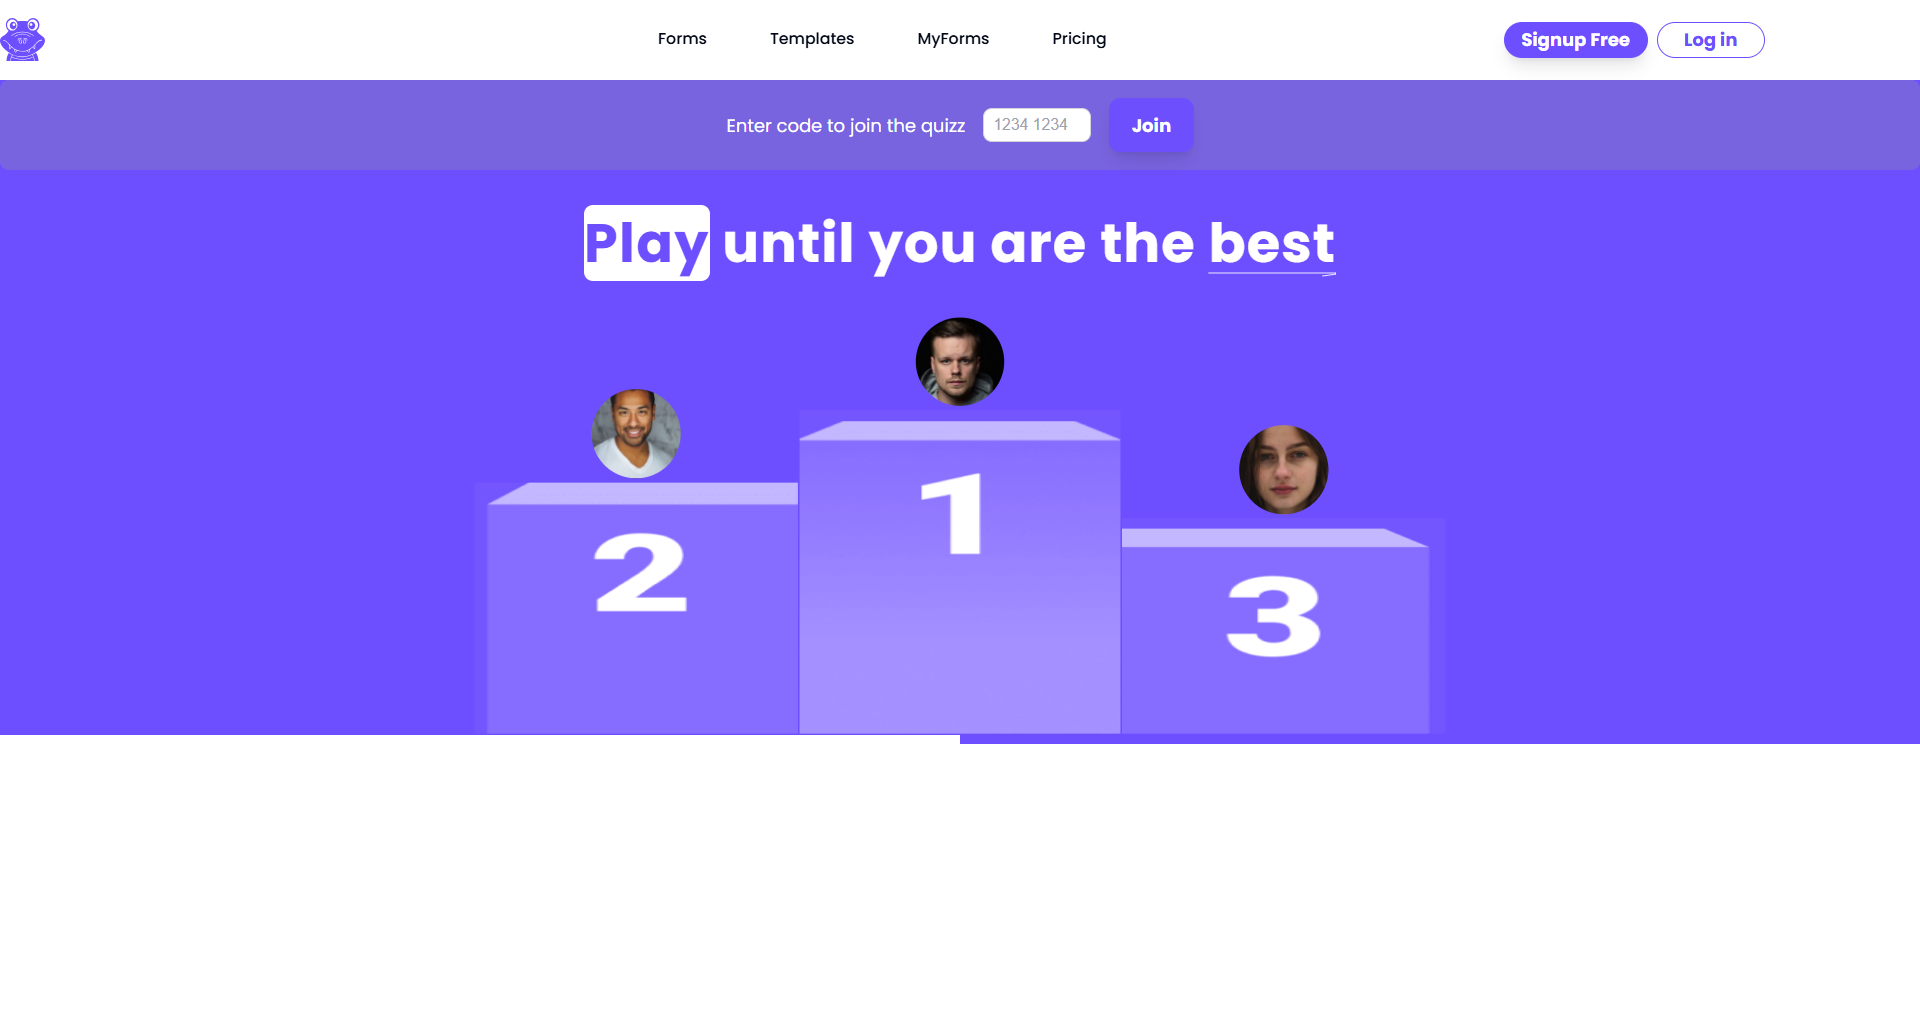 Forms Templates MyForms Pricing Signup Free Log in
Enter code to join the quizz 1234 1234 Join
Play until you are the best
1
2
3